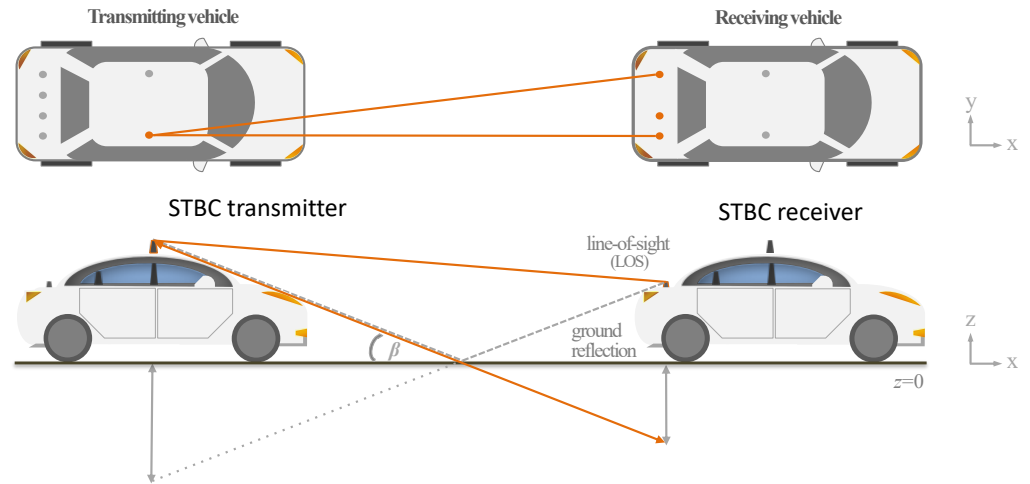 Transmitting vehicle
Receiving vehicle
y
x
STBC transmitter
STBC receiver
line-of-sight
(LOS)
ground
reflection
β
z
x
z=0